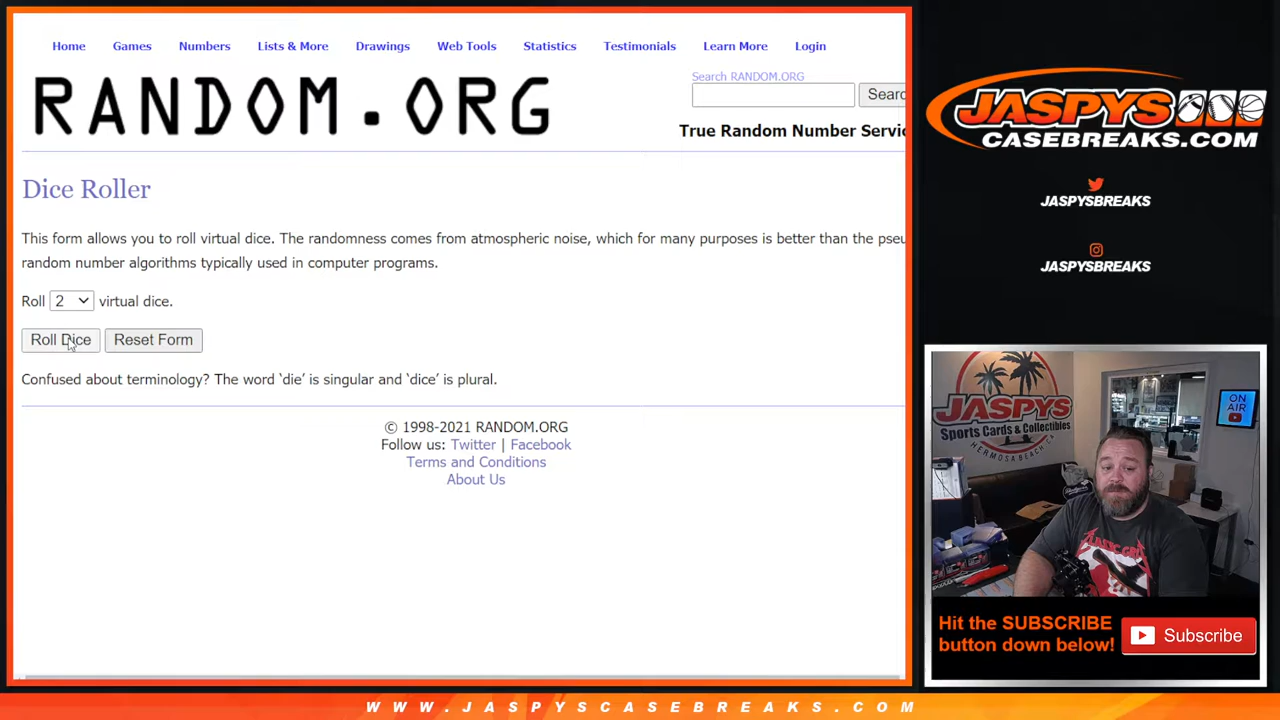 Home Games Numbers Lists & More Drawings Web Tools Statistics Testimonials Learn More Login
RANDOM.ORG
Search RANDOM.ORG
Searc
True Random Number Servic
Dice Roller
This form allows you to roll virtual dice. The randomness comes from atmospheric noise, which for many purposes is better than the pseu
random number algorithms typically used in computer programs.
Roll 2 virtual dice.
Roll Dice Reset Form
Confused about terminology? The word ‘die’ is singular and ‘dice’ is plural.
© 1998-2021 RANDOM.ORG
Follow us: Twitter | Facebook
Terms and Conditions
About Us
JASPYS
CASEBREAKS.COM
JASPYSBREAKS
JASPYSBREAKS
JASPYS
Sports Cards & Collectibles
HERMOSA BEACH, CA
ON
AIR
Hit the SUBSCRIBE
button down below!
Subscribe
WWW.JASPYSCASEBREAKS.COM